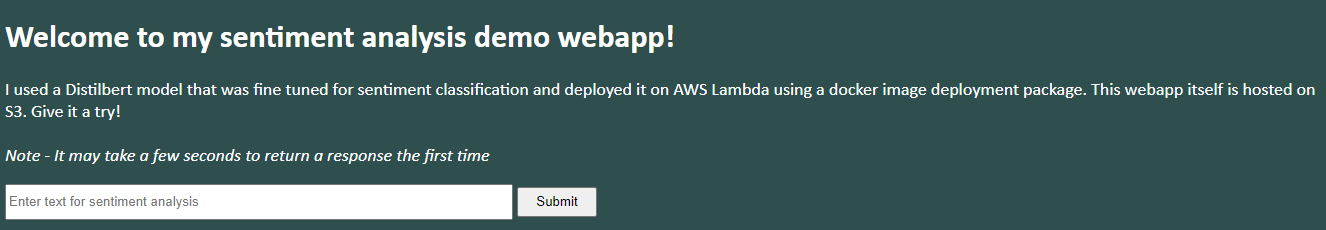 Welcome to my sentiment analysis demo webapp!
I used a Distilbert model that was fine tuned for sentiment classification and deployed it on AWS Lambda using a docker image deployment package. This webapp itself is hosted on
S3. Give it a try!
Note - It may take a few seconds to return a response the first time
Enter text for sentiment analysis Submit